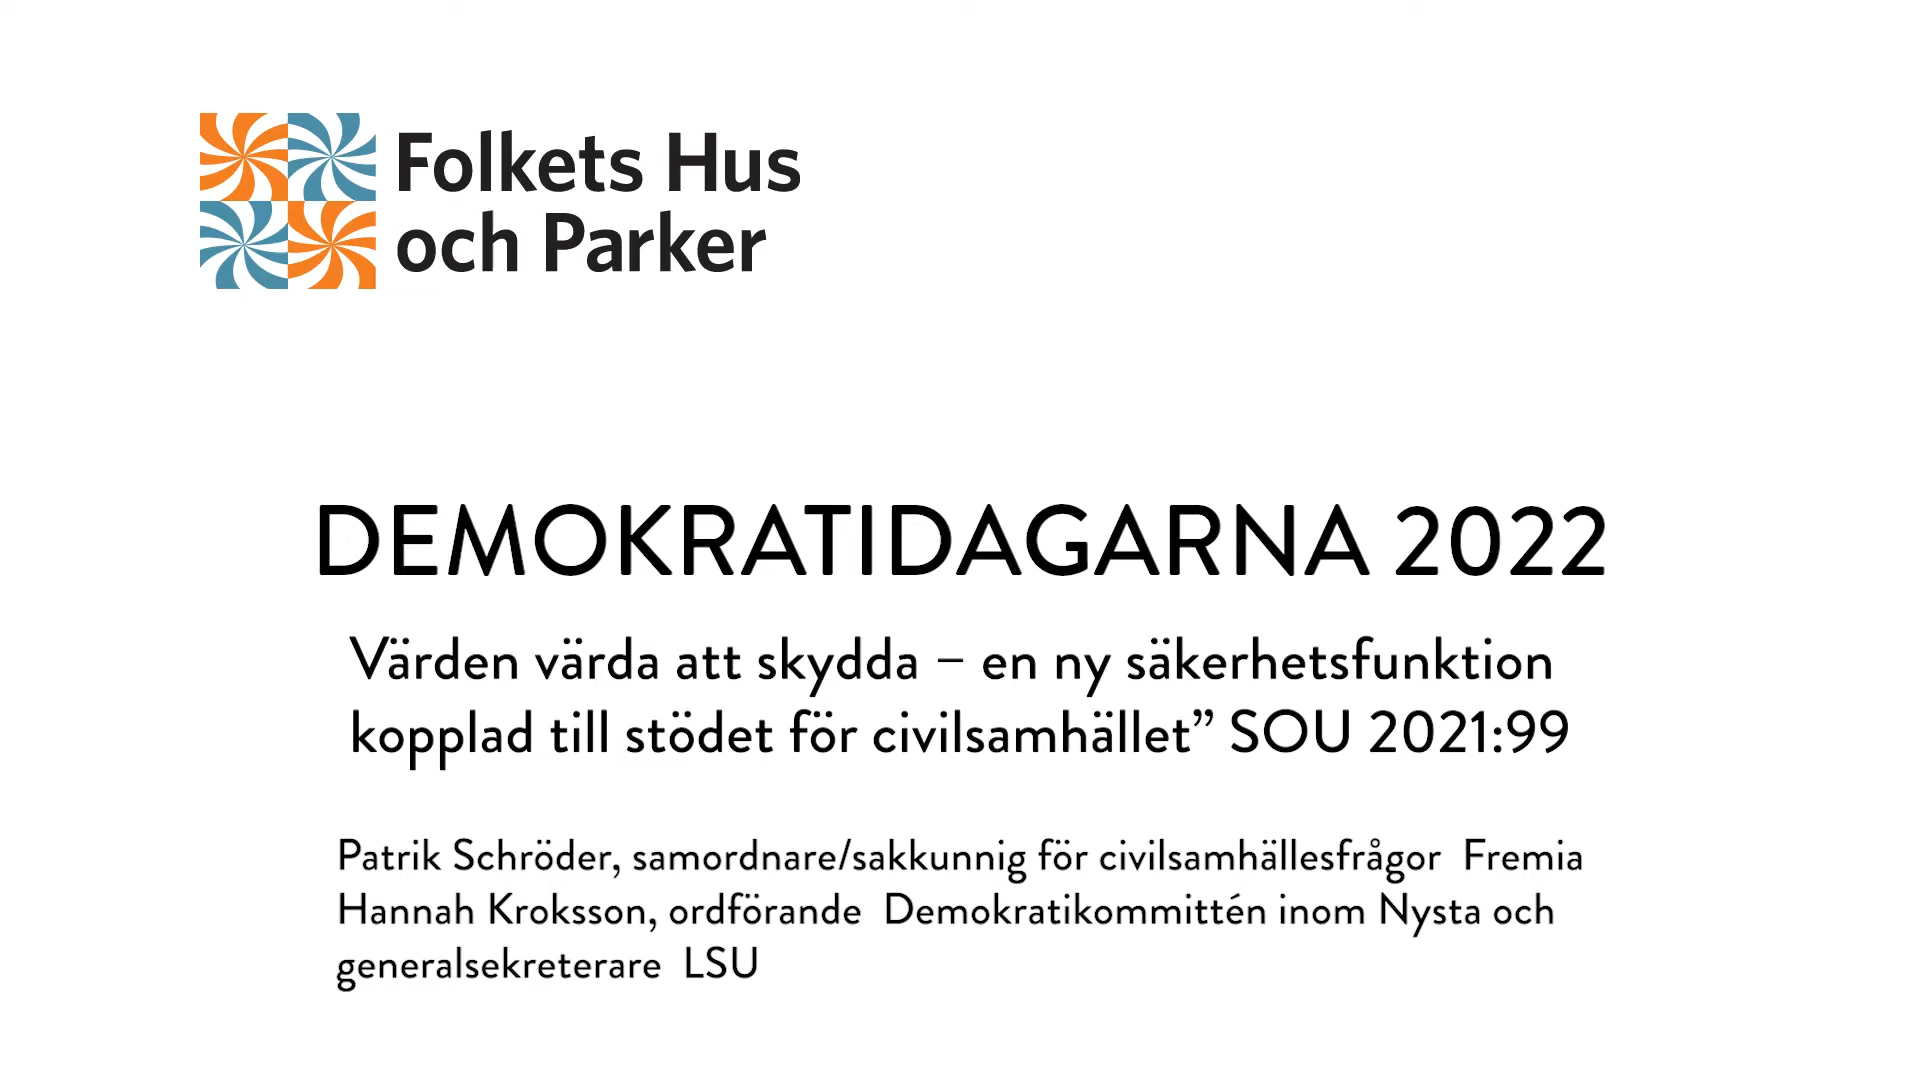 Folkets Hus
och Parker
DEMOKRATIDAGARNA 2022
Värden värda att skydda – en ny säkerhetsfunktion
kopplad till stödet för civilsamhället” SOU 2021:99
Patrik Schröder, samordnare/sakkunnig för civilsamhällesfrågor  Fremia
Hannah Kroksson, ordförande  Demokratikommittén inom Nysta och
generalsekreterare  LSU